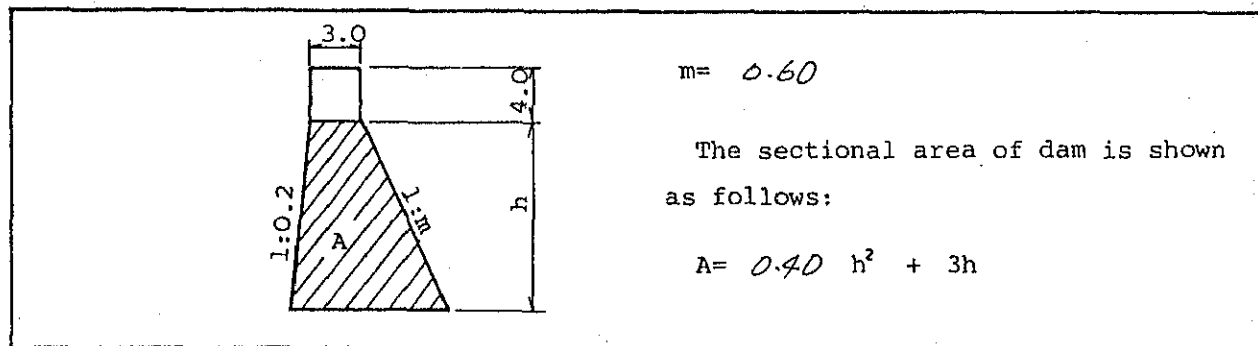 3.0
4.0
m= 0.60
The sectional area of dam is shown
as follows:
1:0.2
A
1:m
h
A= 0.40 h² + 3h